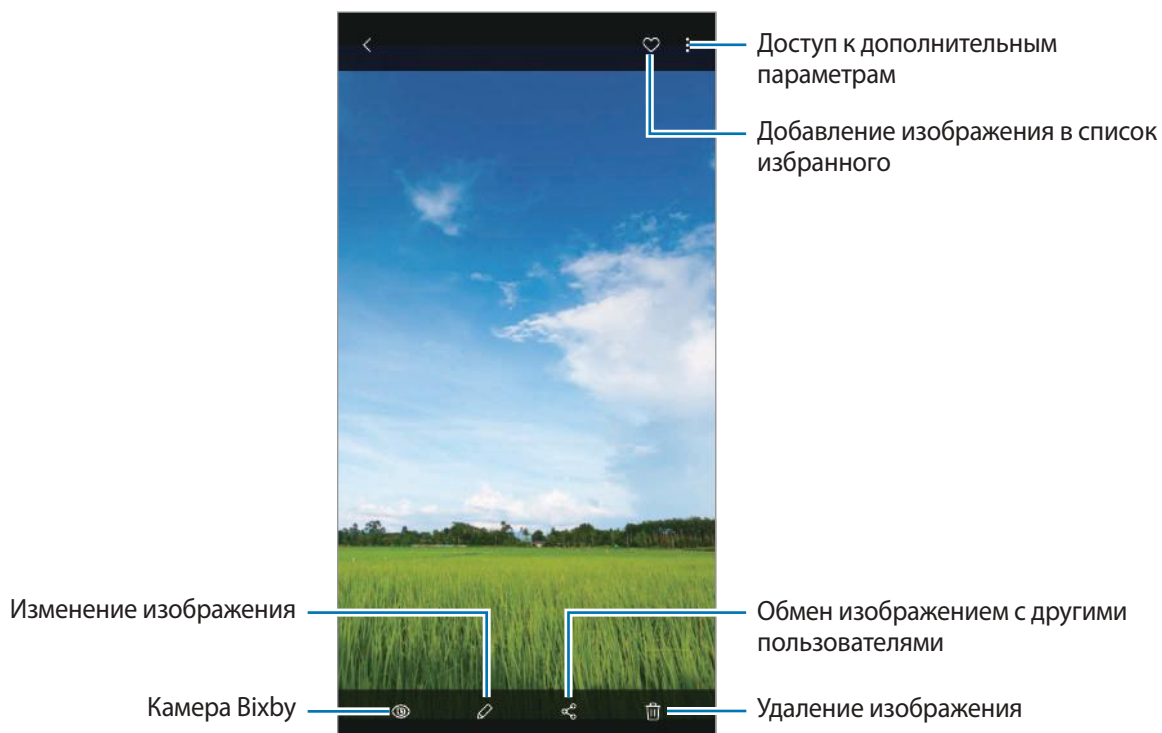 Доступ к дополнительным
параметрам
Добавление изображения в список
избранного
Изменение изображения
Обмен изображением с другими
пользователями
Камера Bixby
Удаление изображения